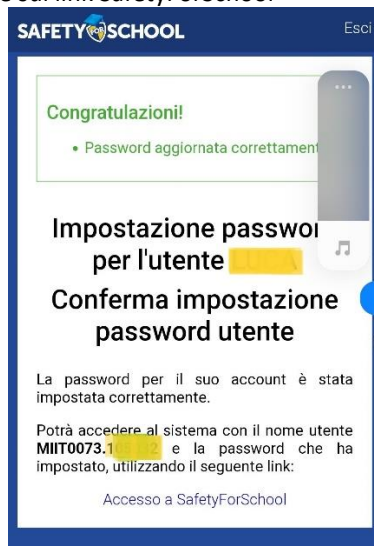 SAFETY FOR SCHOOL
Esci
Congratulazioni!
• Password aggiornata correttament
Impostazione passwo
per l'utente
Conferma impostazione
password utente
La password per il suo account è stata
impostata correttamente.
Potrà accedere al sistema con il nome utente
MIIT0073. e la password che ha
impostato, utilizzando il seguente link:
Accesso a SafetyForSchool